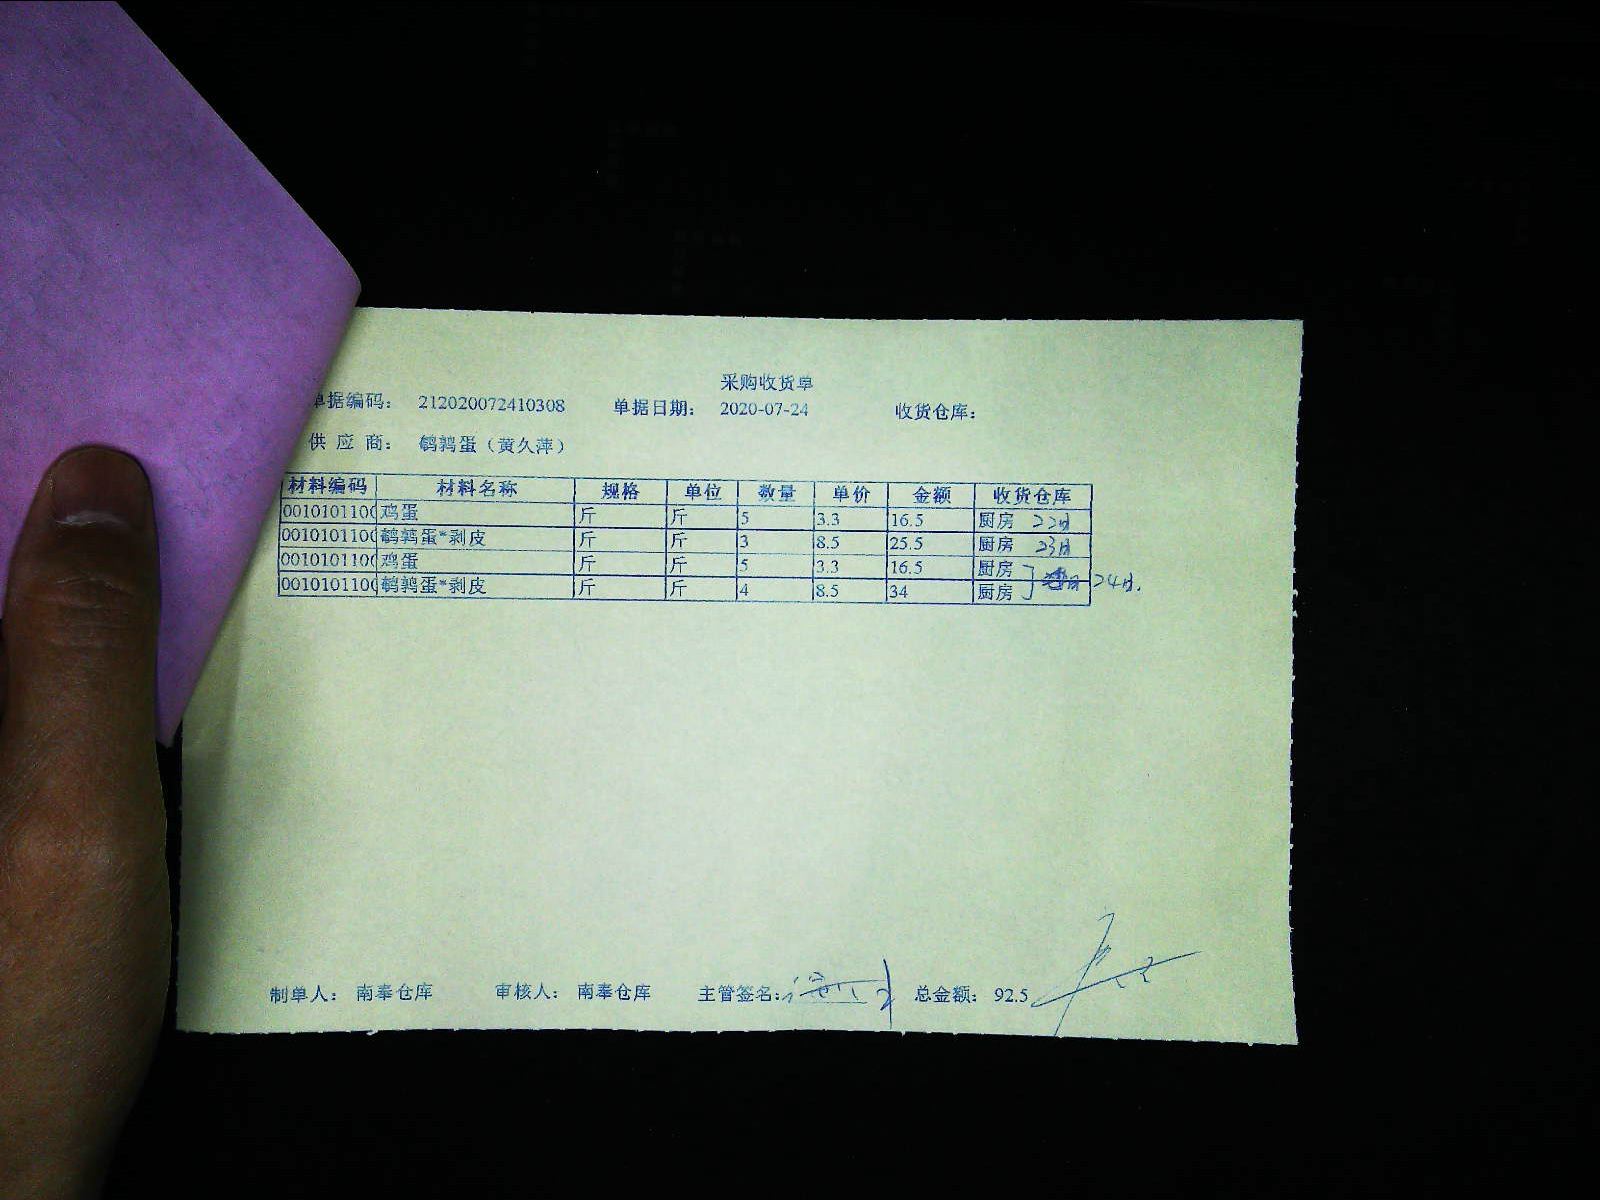 采购收货单
单据编码： 212020072410308 单据日期： 2020-07-24 收货仓库：
供 应 商： 鹌鹑蛋（黄久萍）
材料编码 材料名称 规格 单位 数量 单价 金额 收货仓库
001010110 鸡蛋 斤 斤 5 3.3 16.5 厨房 22日
001010110 鹌鹑蛋*剥皮 斤 斤 3 8.5 25.5 厨房 23日
001010110 鸡蛋 斤 斤 5 3.3 16.5 厨房
001010110 鹌鹑蛋*剥皮 斤 斤 4 8.5 34 厨房 24日.
制单人： 南奉仓库 审核人： 南奉仓库 主管签名： 总金额： 92.5